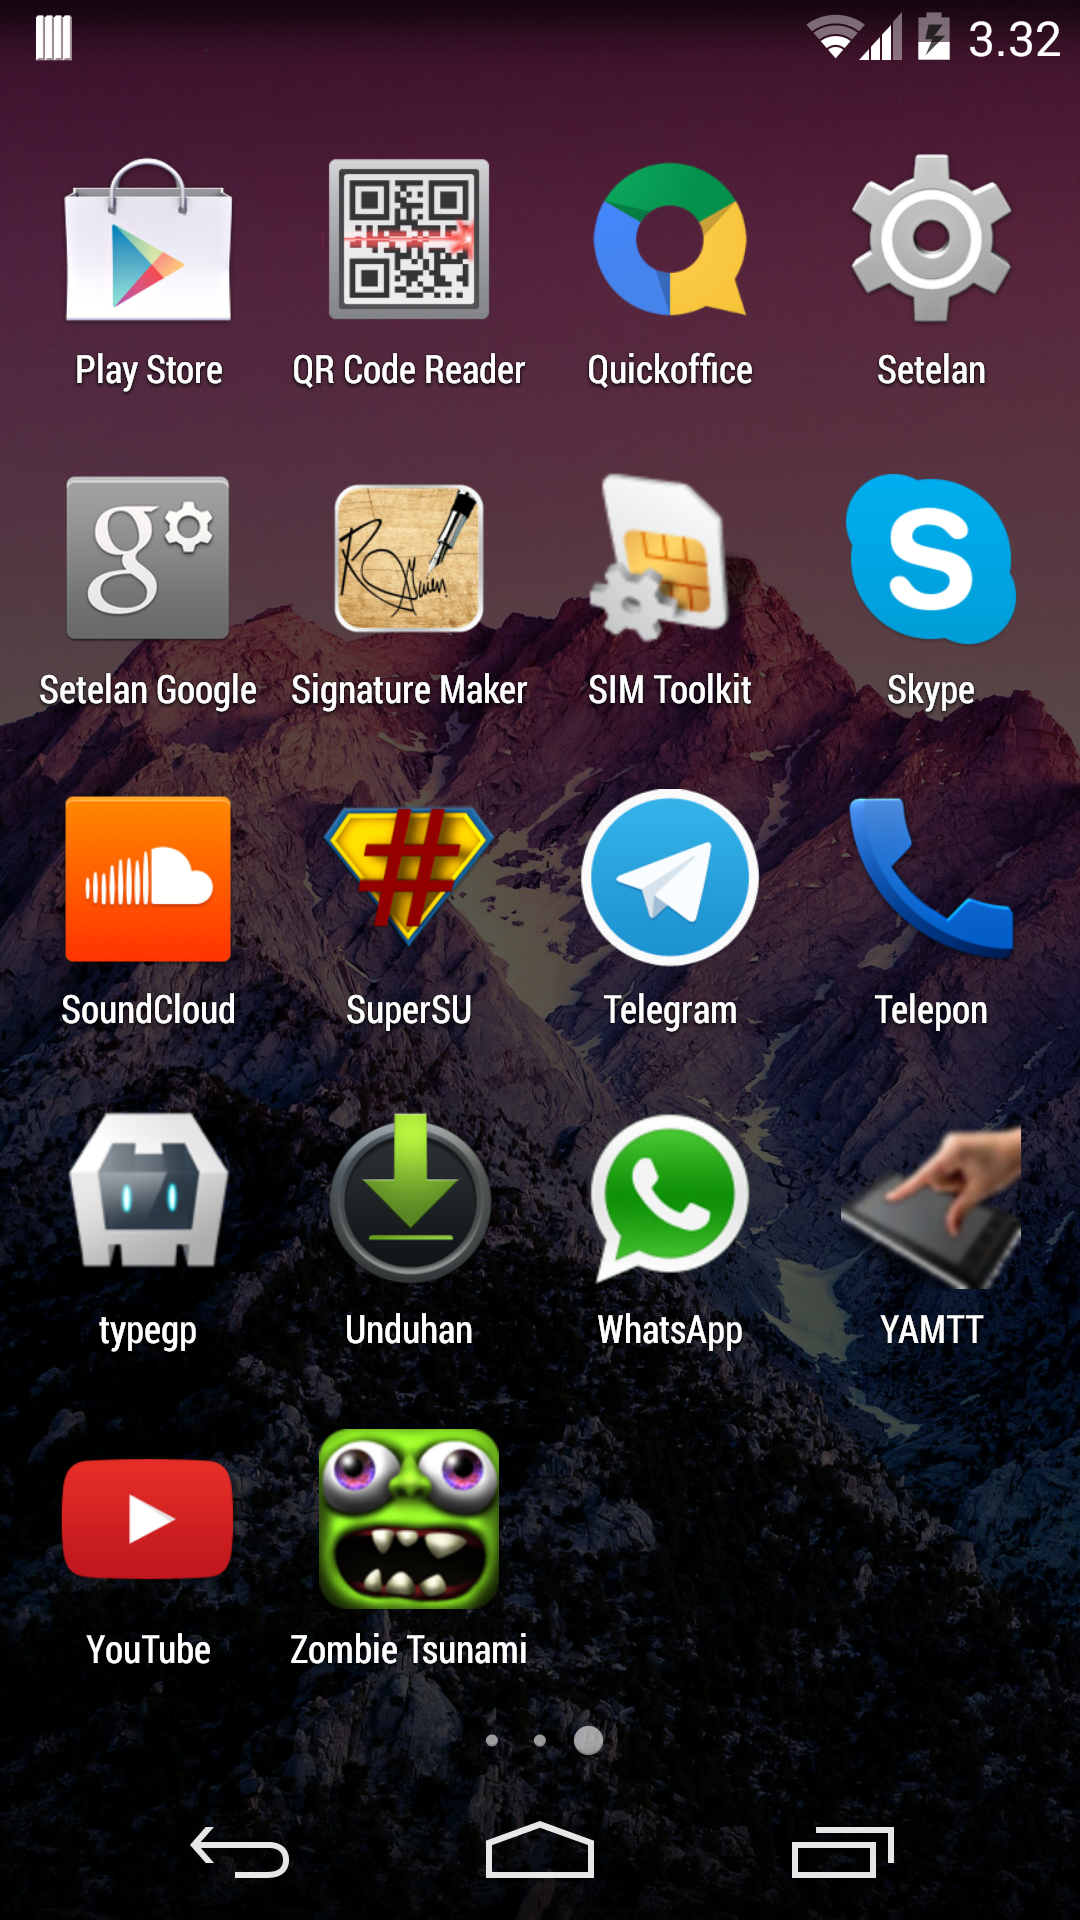 3.32
Play Store
QR Code Reader
Quickoffice
Setelan
Setelan Google
Signature Maker
SIM Toolkit
Skype
SoundCloud
SuperSU
Telegram
Telepon
typegp
Unduhan
WhatsApp
YAMTT
YouTube
Zombie Tsunami